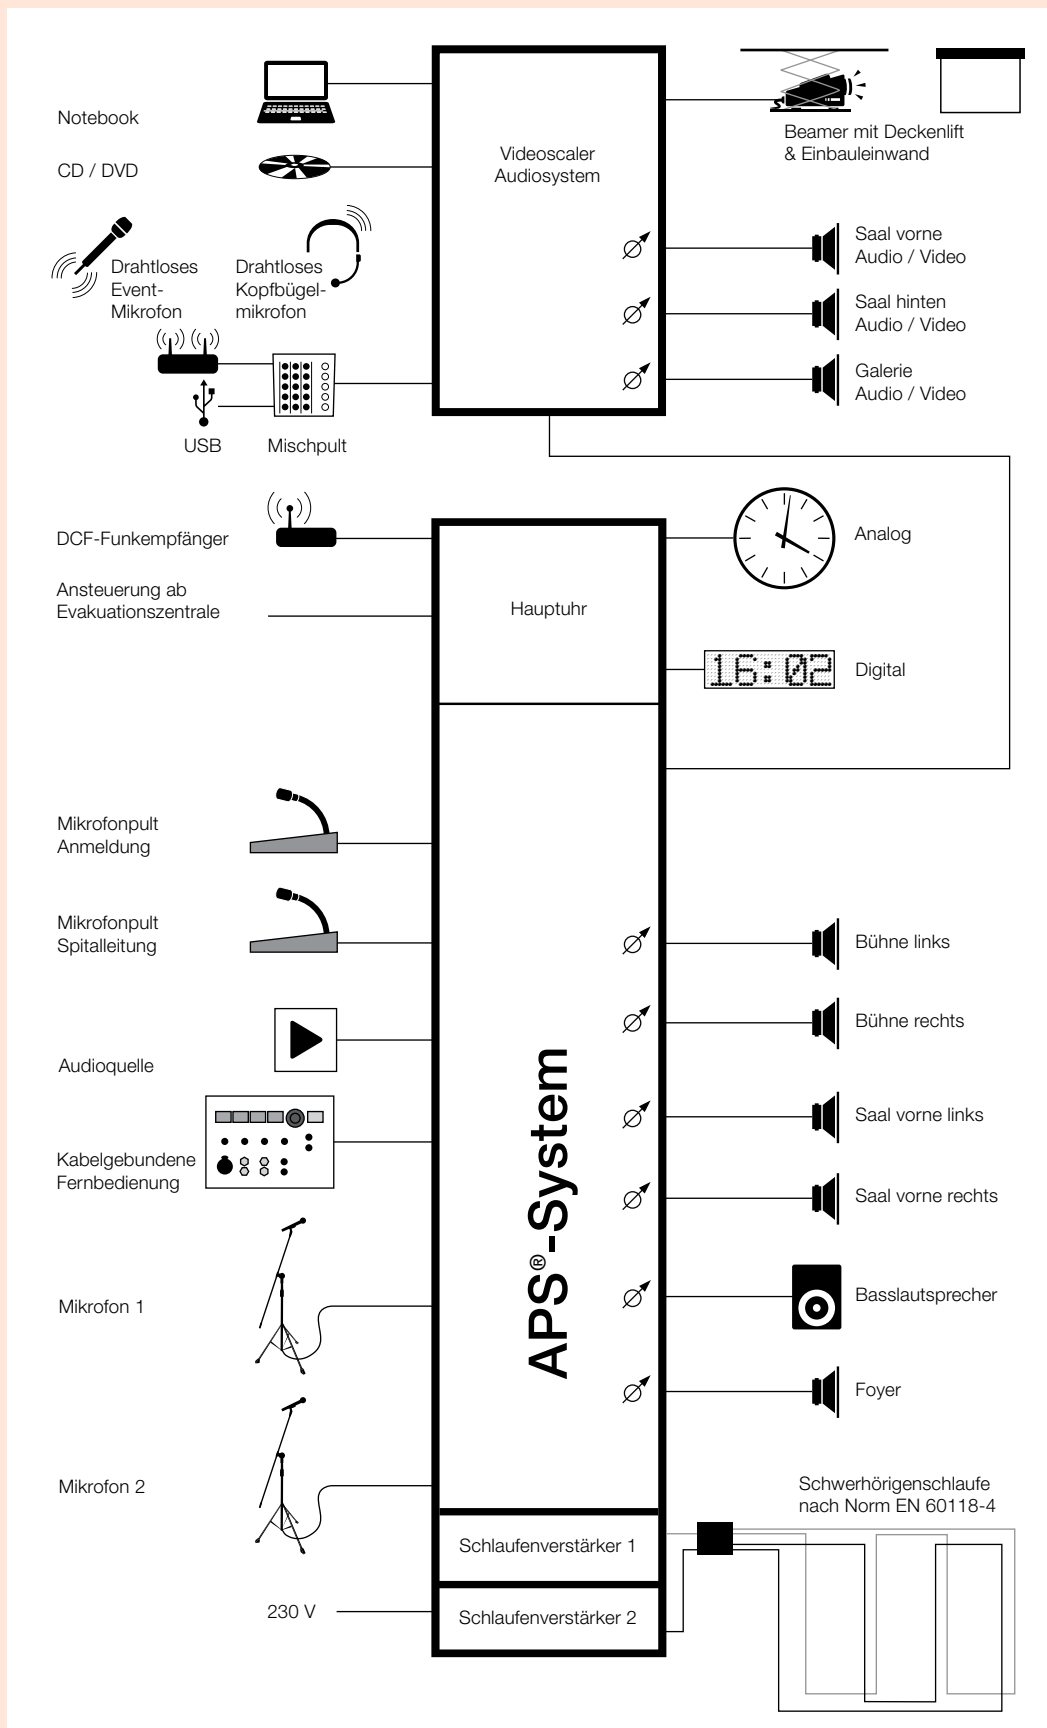 Notebook
CD / DVD
Drahtloses
Event-
Mikrofon
Drahtloses
Kopfbügel-
mikrofon
USB
Mischpult
Videoscaler
Audiosystem
Beamer mit Deckenlift
& Einbauleinwand
Saal vorne
Audio / Video
Saal hinten
Audio / Video
Galerie
Audio / Video
DCF-Funkempfänger
Ansteuerung ab
Evakuationszentrale
Hauptuhr
Analog
16:02
Digital
Mikrofonpult
Anmeldung
Mikrofonpult
Spitalleitung
Audioquelle
Kabelgebundene
Fernbedienung
Mikrofon 1
Mikrofon 2
APS®-System
Bühne links
Bühne rechts
Saal vorne links
Saal vorne rechts
Basslautsprecher
Foyer
Schwerhörigenschlaufe
nach Norm EN 60118-4
Schlaufenverstärker 1
230 V
Schlaufenverstärker 2